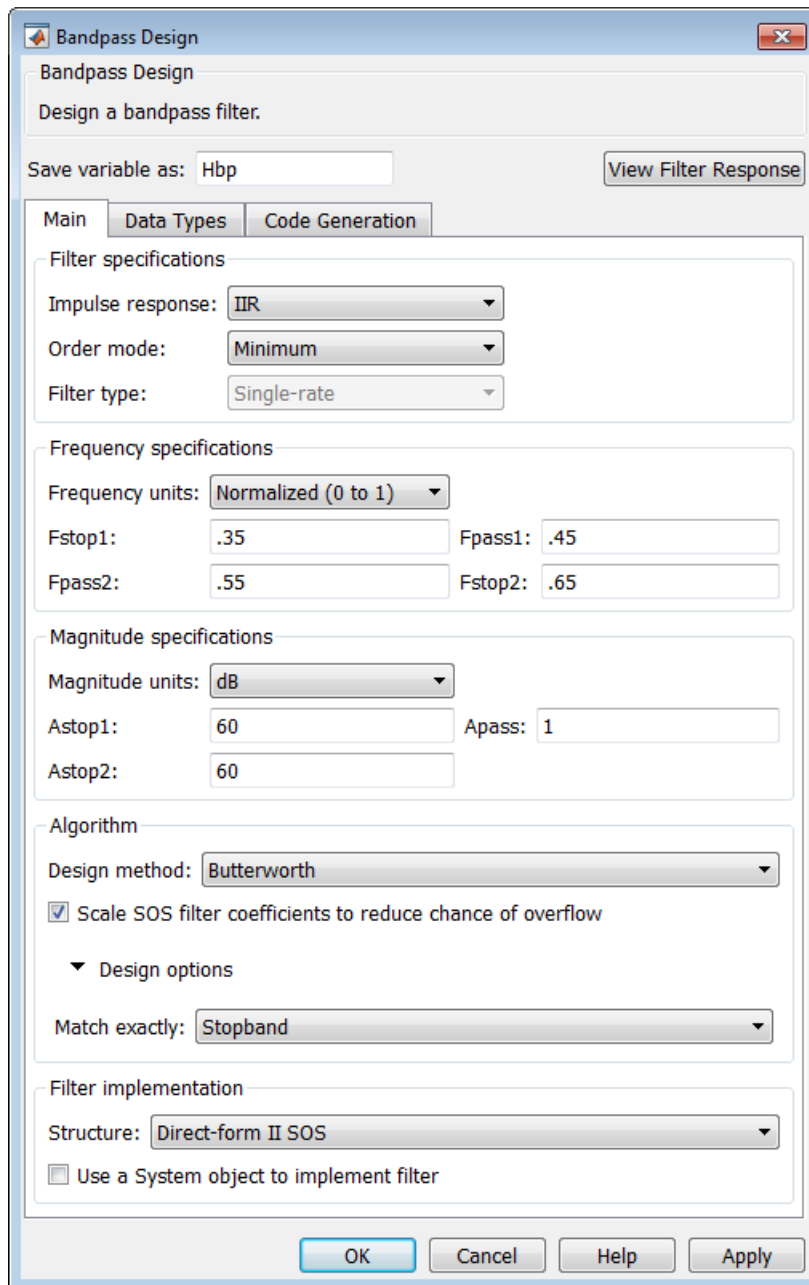 Bandpass Design
Bandpass Design
Design a bandpass filter.
Save variable as: Hbp View Filter Response
Main Data Types Code Generation
Filter specifications
Impulse response: IIR
Order mode: Minimum
Filter type: Single-rate
Frequency specifications
Frequency units: Normalized (0 to 1)
Fstop1: .35 Fpass1: .45
Fpass2: .55 Fstop2: .65
Magnitude specifications
Magnitude units: dB
Astop1: 60 Apass: 1
Astop2: 60
Algorithm
Design method: Butterworth
Scale SOS filter coefficients to reduce chance of overflow
Design options
Match exactly: Stopband
Filter implementation
Structure: Direct-form II SOS
Use a System object to implement filter
OK Cancel Help Apply